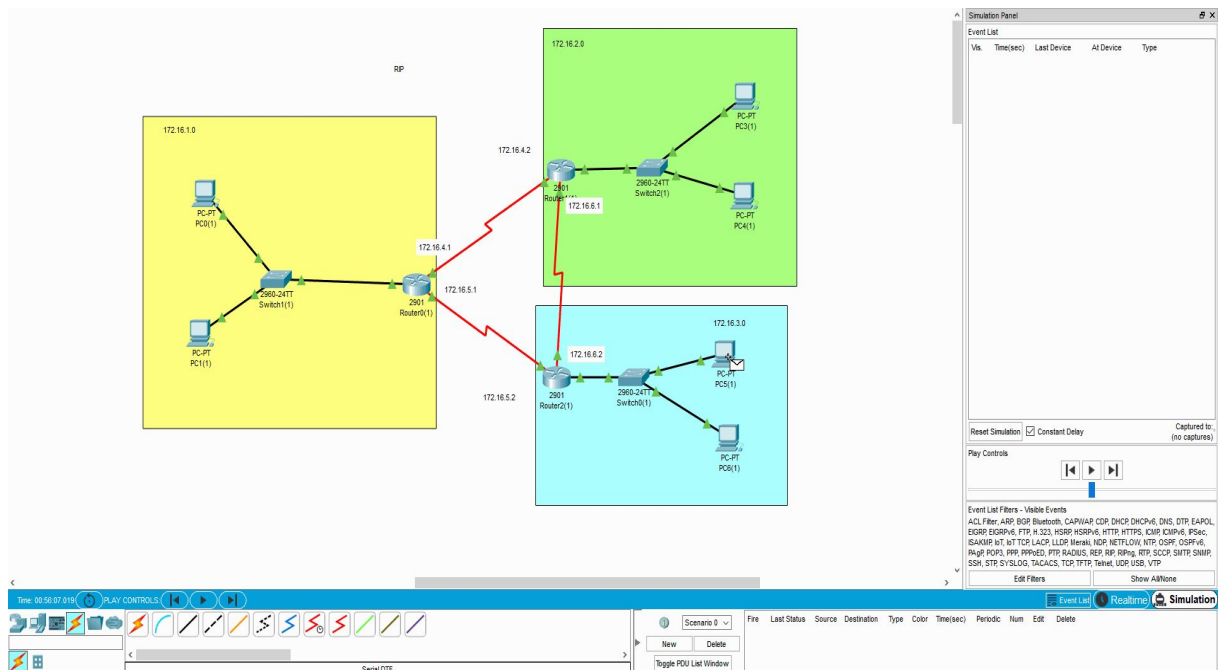 Simulation Panel
Event List
Vis. Time(sec) Last Device At Device Type
RIP
172.16.2.0
PC-PT
PC3(1)
172.16.1.0
172.16.4.2
2901
2960-24TT
Switch2(1)
172.16.6.1
PC-PT
PC4(1)
PC-PT
PC0(1)
172.16.4.1
2960-24TT
Switch1(1)
2901
Router0(1)
172.16.5.1
PC-PT
PC1(1)
172.16.3.0
172.16.6.2
PC-PT
PC5(1)
172.16.5.2
2901
Router2(1)
2960-24TT
Switch0(1)
PC-PT
PC6(1)
Reset Simulation Constant Delay Captured to:
(no captures)
Play Controls
Event List Filters - Visible Events
ACL Filter, ARP, BGP, Bluetooth, CAPWAP, CDP, DHCP, DHCPv6, DNS, DTP, EAPOL,
EIGRP, EIGRPv6, FTP, H.323, HSRP, HSRPv6, HTTP, HTTPS, ICMP, ICMPv6, IPSec,
ISAKMP, IoT, IoT TCP, LACP, LLDP, Meraki, NDP, NETFLOW, NTP, OSPF, OSPFv6,
PAgP, POP3, PPP, PPPoED, PTP, RADIUS, REP, RIP, RIPng, RTP, SCCP, SMTP, SNMP,
SSH, STP, SYSLOG, TACACS, TCP, TFTP, Telnet, UDP, USB, VTP
Edit Filters Show All/None
Time: 00:56:07.019 PLAY CONTROLS: Event List Realtime Simulation
Scenario 0
New Delete
Toggle PDU List Window
Fire Last Status Source Destination Type Color Time(sec) Periodic Num Edit Delete
Serial DTE